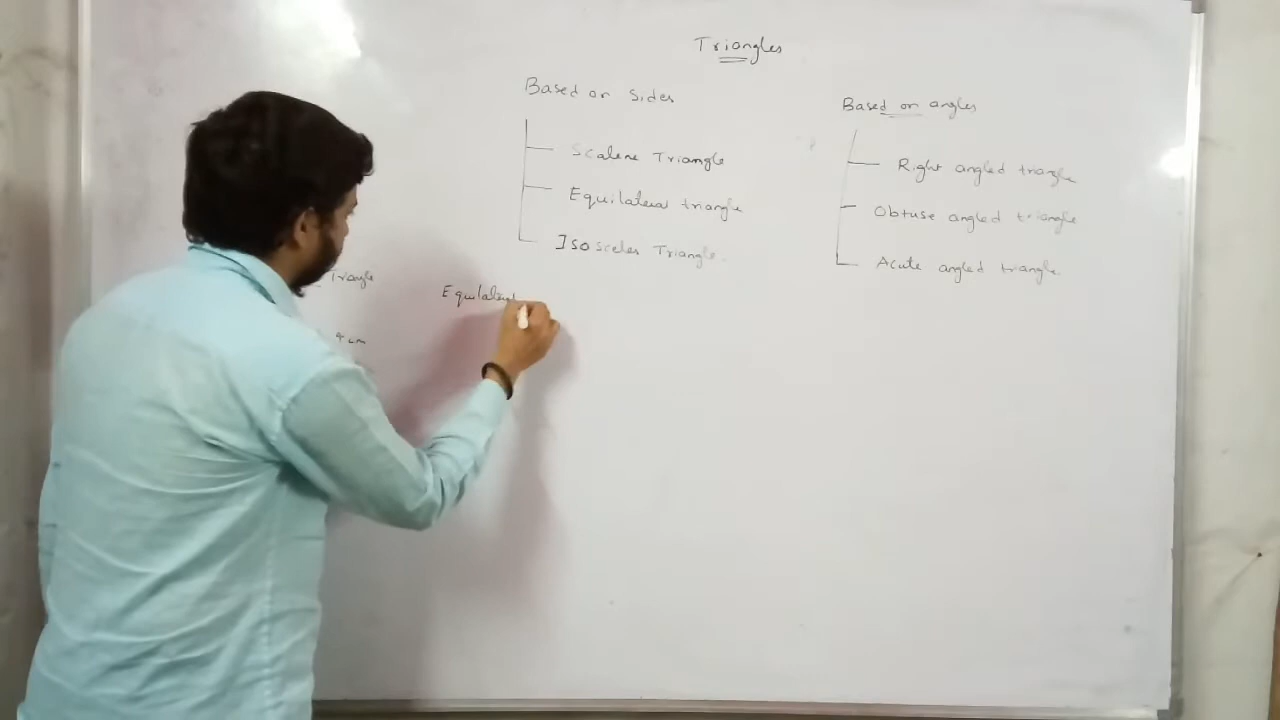 Triangles
Based on Sides
Scalene Triangle
Equilateral triangle
Isosceles Triangle
Based on angles
Right angled triangle
Obtuse angled triangle
Acute angled triangle
Triangle
4 cm
Equilateral